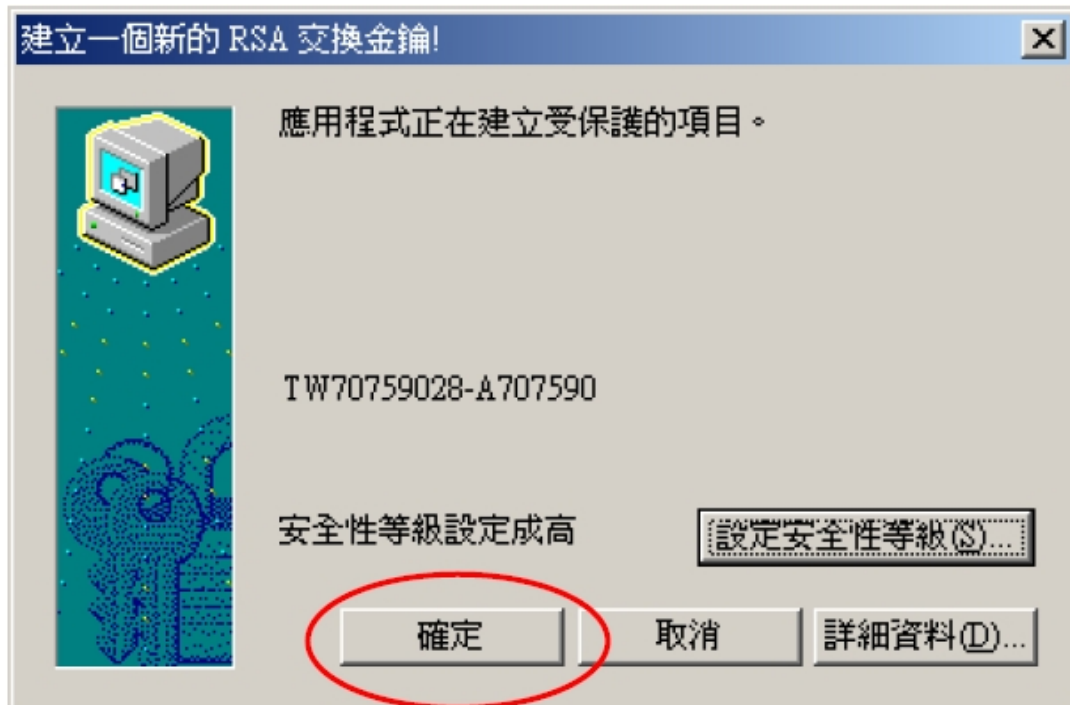 建立一個新的 RSA 交換金鑰!
應用程式正在建立受保護的項目。
TW70759028-A707590
安全性等級設定成高
設定安全性等級(S)...
確定
取消
詳細資料(D)...